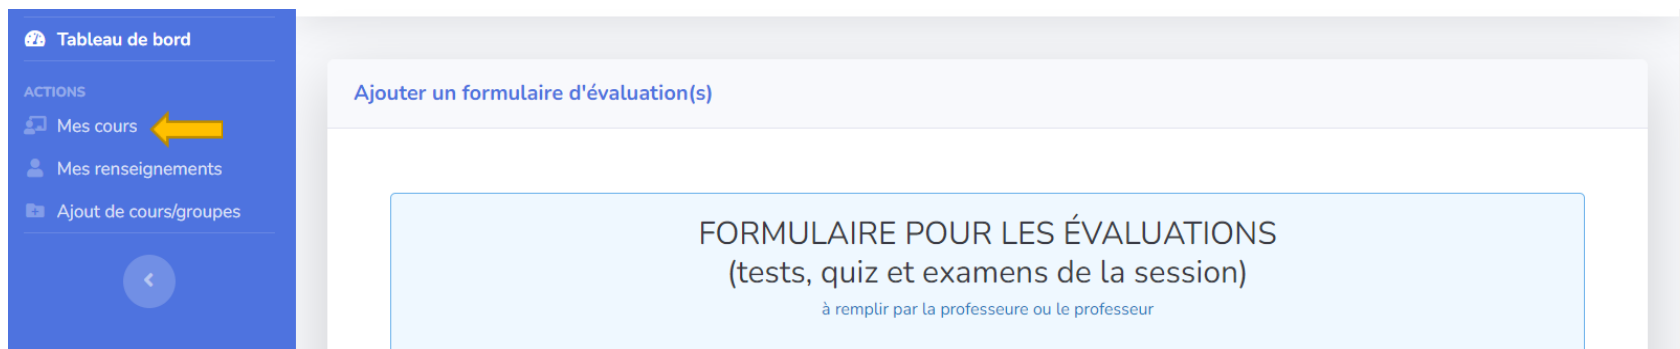 Tableau de bord
ACTIONS
Mes cours
Mes renseignements
Ajout de cours/groupes
Ajouter un formulaire d'évaluation(s)
FORMULAIRE POUR LES ÉVALUATIONS
(tests, quiz et examens de la session)
à remplir par la professeure ou le professeur